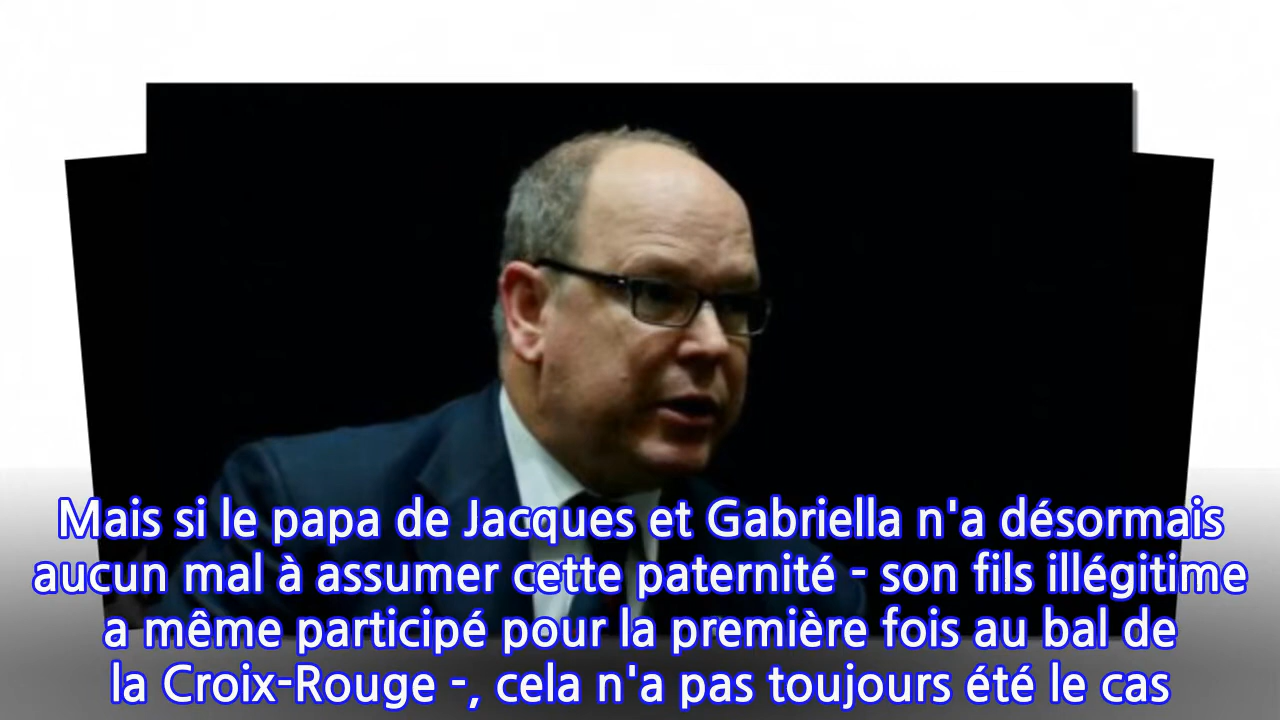 Mais si le papa de Jacques et Gabriella n'a désormais
aucun mal à assumer cette paternité - son fils illégitime
a même participé pour la première fois au bal de
la Croix-Rouge -, cela n'a pas toujours été le cas